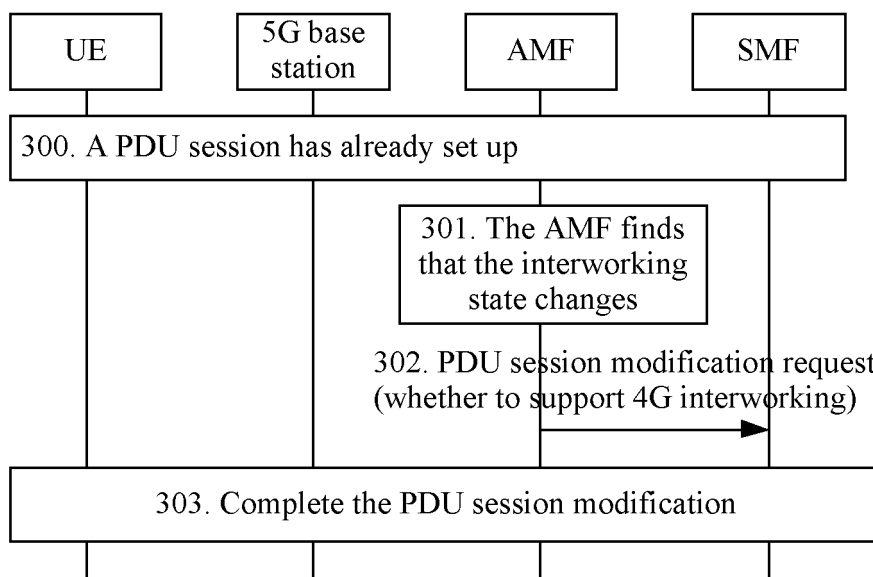 UE
5G base
station
AMF
SMF
300. A PDU session has already set up
301. The AMF finds
that the interworking
state changes
302. PDU session modification request
(whether to support 4G interworking)
303. Complete the PDU session modification